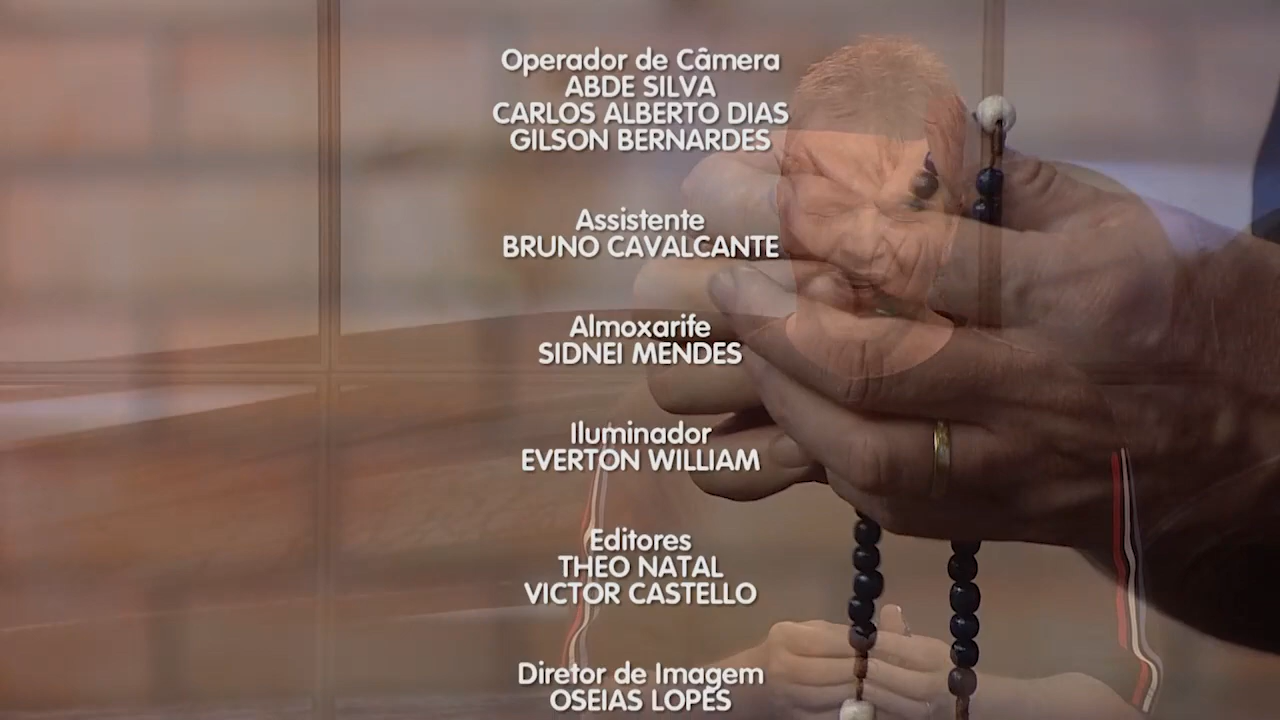 Operador de Câmera
ABDE SILVA
CARLOS ALBERTO DIAS
GILSON BERNARDES
Assistente
BRUNO CAVALCANTE
Almoxarife
SIDNEI MENDES
Iluminador
EVERTON WILLIAM
Editores
THEO NATAL
VICTOR CASTELLO
Diretor de Imagem
OSEIAS LOPES